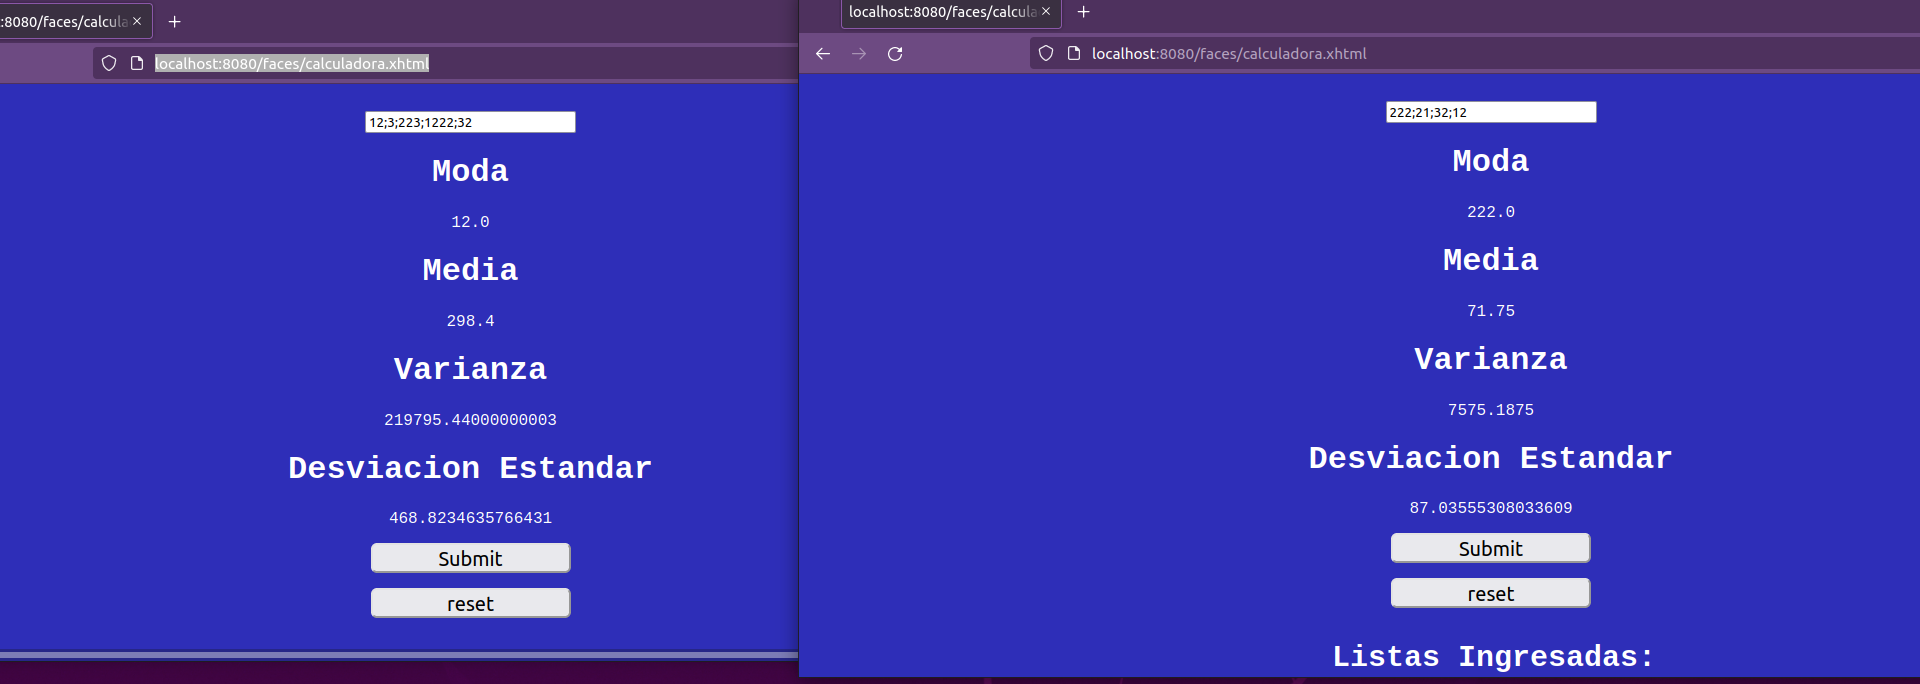 :8080/faces/calcula
localhost:8080/faces/calculadora.xhtml
12;3;223;1222;32
Moda
12.0
Media
298.4
Varianza
219795.44000000003
Desviacion Estandar
468.8234635766431
Submit
reset
localhost:8080/faces/calcula
localhost:8080/faces/calculadora.xhtml
222;21;32;12
Moda
222.0
Media
71.75
Varianza
7575.1875
Desviacion Estandar
87.03555308033609
Submit
reset
Listas Ingresadas: